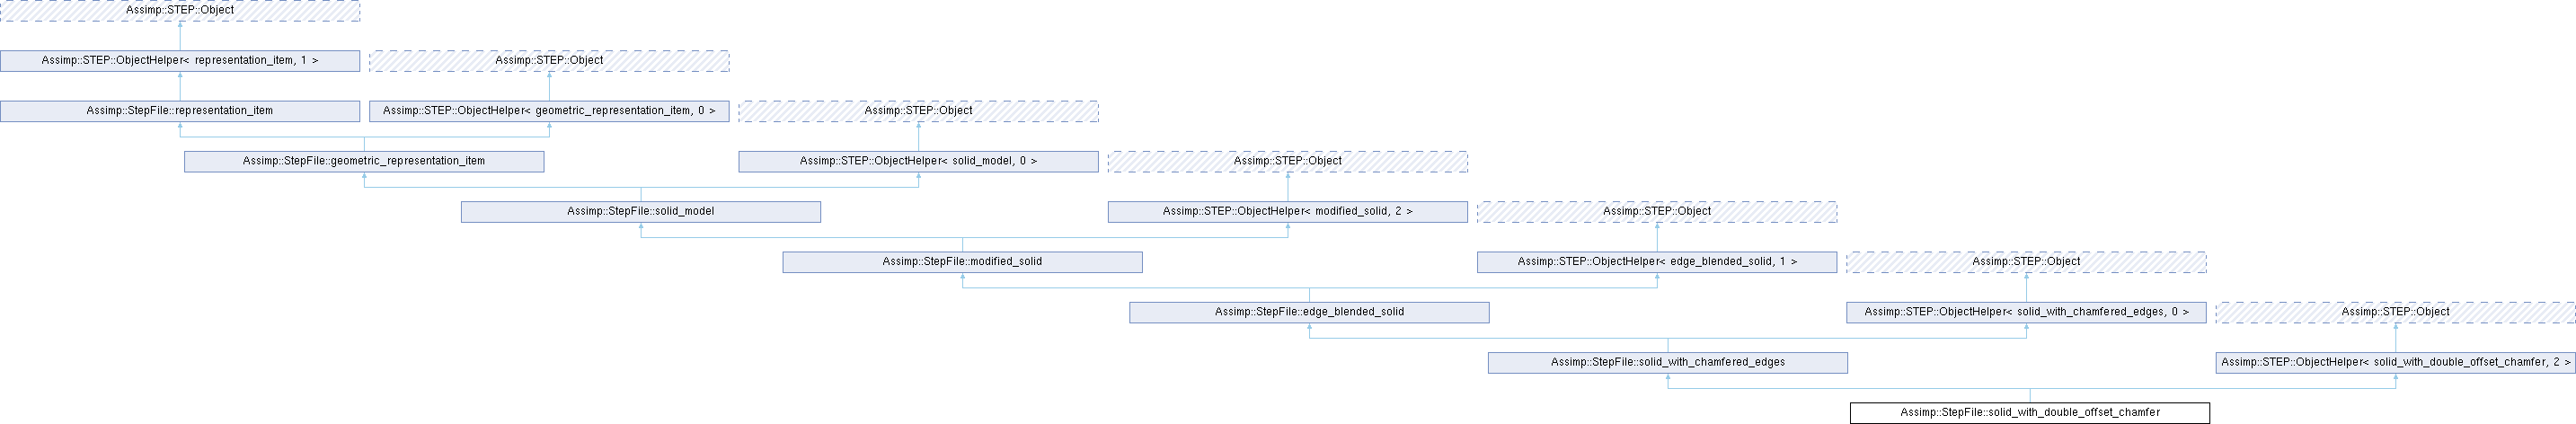 Assimp::STEP::Object
Assimp::STEP::ObjectHelper< representation_item, 1 >
Assimp::STEP::Object
Assimp::StepFile::representation_item
Assimp::STEP::ObjectHelper< geometric_representation_item, 0 >
Assimp::STEP::Object
Assimp::StepFile::geometric_representation_item
Assimp::STEP::ObjectHelper< solid_model, 0 >
Assimp::STEP::Object
Assimp::StepFile::solid_model
Assimp::STEP::ObjectHelper< modified_solid, 2 >
Assimp::STEP::Object
Assimp::StepFile::modified_solid
Assimp::STEP::ObjectHelper< edge_blended_solid, 1 >
Assimp::STEP::Object
Assimp::StepFile::edge_blended_solid
Assimp::STEP::ObjectHelper< solid_with_chamfered_edges, 0 >
Assimp::STEP::Object
Assimp::StepFile::solid_with_chamfered_edges
Assimp::STEP::ObjectHelper< solid_with_double_offset_chamfer, 2 >
Assimp::StepFile::solid_with_double_offset_chamfer